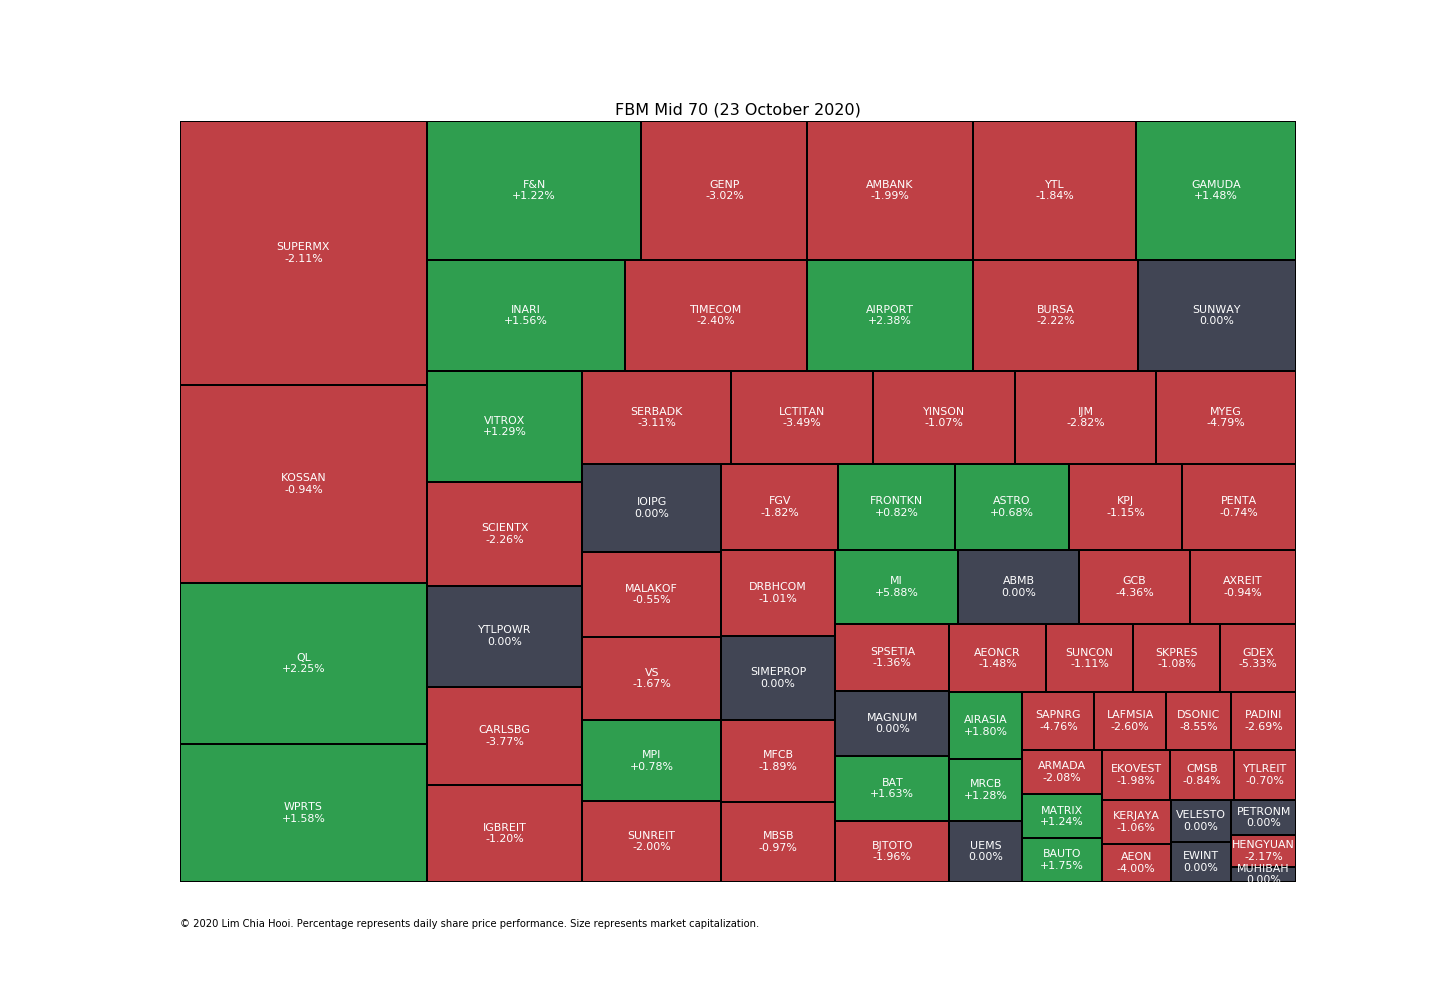 FBM Mid 70 (23 October 2020)
SUPERMX
-2.11%
KOSSAN
-0.94%
QL
+2.25%
WPRTS
+1.58%
F&N
+1.22%
GENP
-3.02%
AMBANK
-1.99%
YTL
-1.84%
GAMUDA
+1.48%
INARI
+1.56%
TIMECOM
-2.40%
AIRPORT
+2.38%
BURSA
-2.22%
SUNWAY
0.00%
VITROX
+1.29%
SCIENTX
-2.26%
YTLPOWR
0.00%
CARLSBG
-3.77%
IGBREIT
-1.20%
SERBADK
-3.11%
LCTITAN
-3.49%
YINSON
-1.07%
IJM
-2.82%
MYEG
-4.79%
IOIPG
0.00%
MALAKOF
-0.55%
VS
-1.67%
MPI
+0.78%
SUNREIT
-2.00%
FGV
-1.82%
FRONTKN
+0.82%
ASTRO
+0.68%
KPJ
-1.15%
PENTA
-0.74%
DRBHCOM
-1.01%
SIMEPROP
0.00%
MFCB
-1.89%
MBSB
-0.97%
MI
+5.88%
ABMB
0.00%
GCB
-4.36%
AXREIT
-0.94%
SPSETIA
-1.36%
MAGNUM
0.00%
BAT
+1.63%
BJTOTO
-1.96%
AEONCR
-1.48%
SUNCON
-1.11%
SKPRES
-1.08%
GDEX
-5.33%
AIRASIA
+1.80%
MRCB
+1.28%
UEMS
0.00%
SAPNRG
-4.76%
LAFMSIA
-2.60%
DSONIC
-8.55%
PADINI
-2.69%
ARMADA
-2.08%
MATRIX
+1.24%
BAUTO
+1.75%
EKOVEST
-1.98%
CMSB
-0.84%
YTLREIT
-0.70%
KERJAYA
-1.06%
AEON
-4.00%
VELESTO
0.00%
EWINT
0.00%
PETRONM
0.00%
HENGYUAN
-2.17%
MUHIBAH
0.00%
© 2020 Lim Chia Hooi. Percentage represents daily share price performance. Size represents market capitalization.